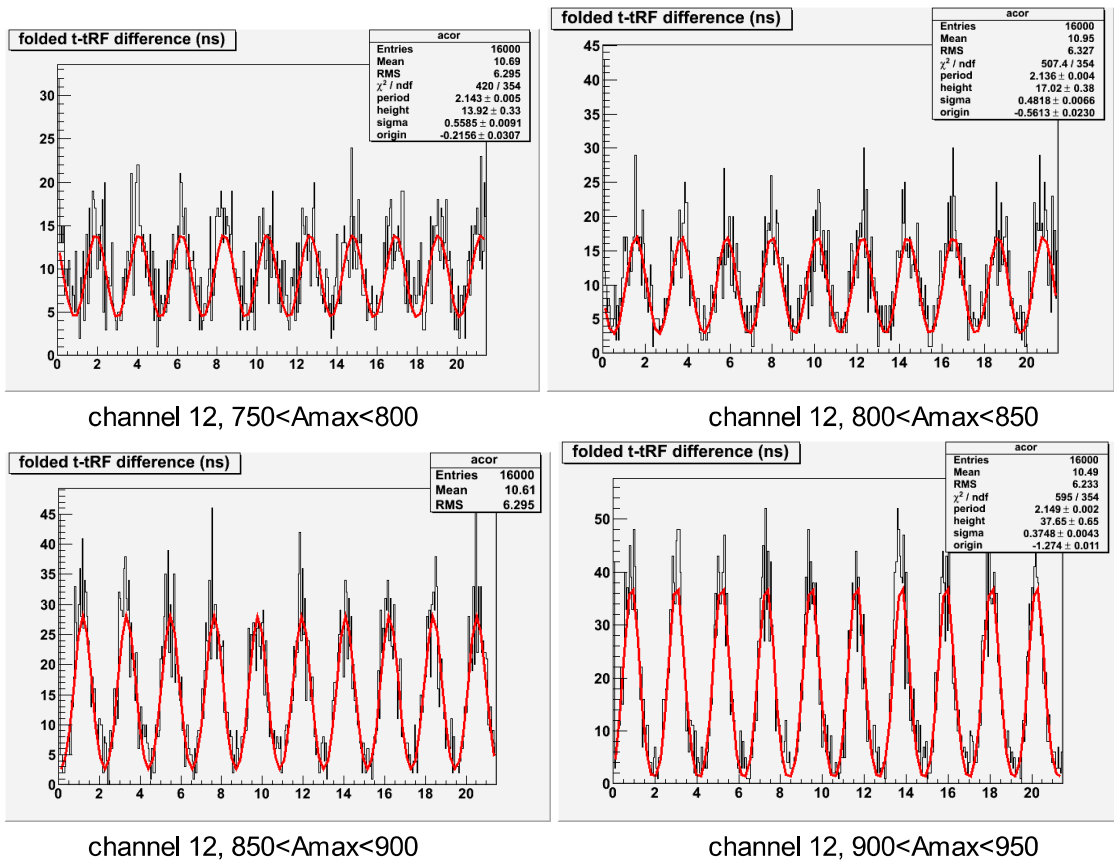 folded t-tRF difference (ns)
acor
Entries 16000
Mean 10.69
RMS 6.295
χ² / ndf 420 / 354
period 2.143 ± 0.005
height 13.92 ± 0.33
sigma 0.5585 ± 0.0091
origin -0.2156 ± 0.0307
30
25
20
15
10
5
0
0 2 4 6 8 10 12 14 16 18 20
channel 12, 750<Amax<800
folded t-tRF difference (ns)
acor
Entries 16000
Mean 10.95
RMS 6.327
χ² / ndf 507.4 / 354
period 2.136 ± 0.004
height 17.02 ± 0.38
sigma 0.4818 ± 0.0066
origin -0.5613 ± 0.0230
45
40
35
30
25
20
15
10
5
0
0 2 4 6 8 10 12 14 16 18 20
channel 12, 800<Amax<850
folded t-tRF difference (ns)
acor
Entries 16000
Mean 10.61
RMS 6.295
45
40
35
30
25
20
15
10
5
0
0 2 4 6 8 10 12 14 16 18 20
channel 12, 850<Amax<900
folded t-tRF difference (ns)
acor
Entries 16000
Mean 10.49
RMS 6.233
χ² / ndf 595 / 354
period 2.149 ± 0.002
height 37.65 ± 0.65
sigma 0.3748 ± 0.0043
origin -1.274 ± 0.011
50
40
30
20
10
0
0 2 4 6 8 10 12 14 16 18 20
channel 12, 900<Amax<950